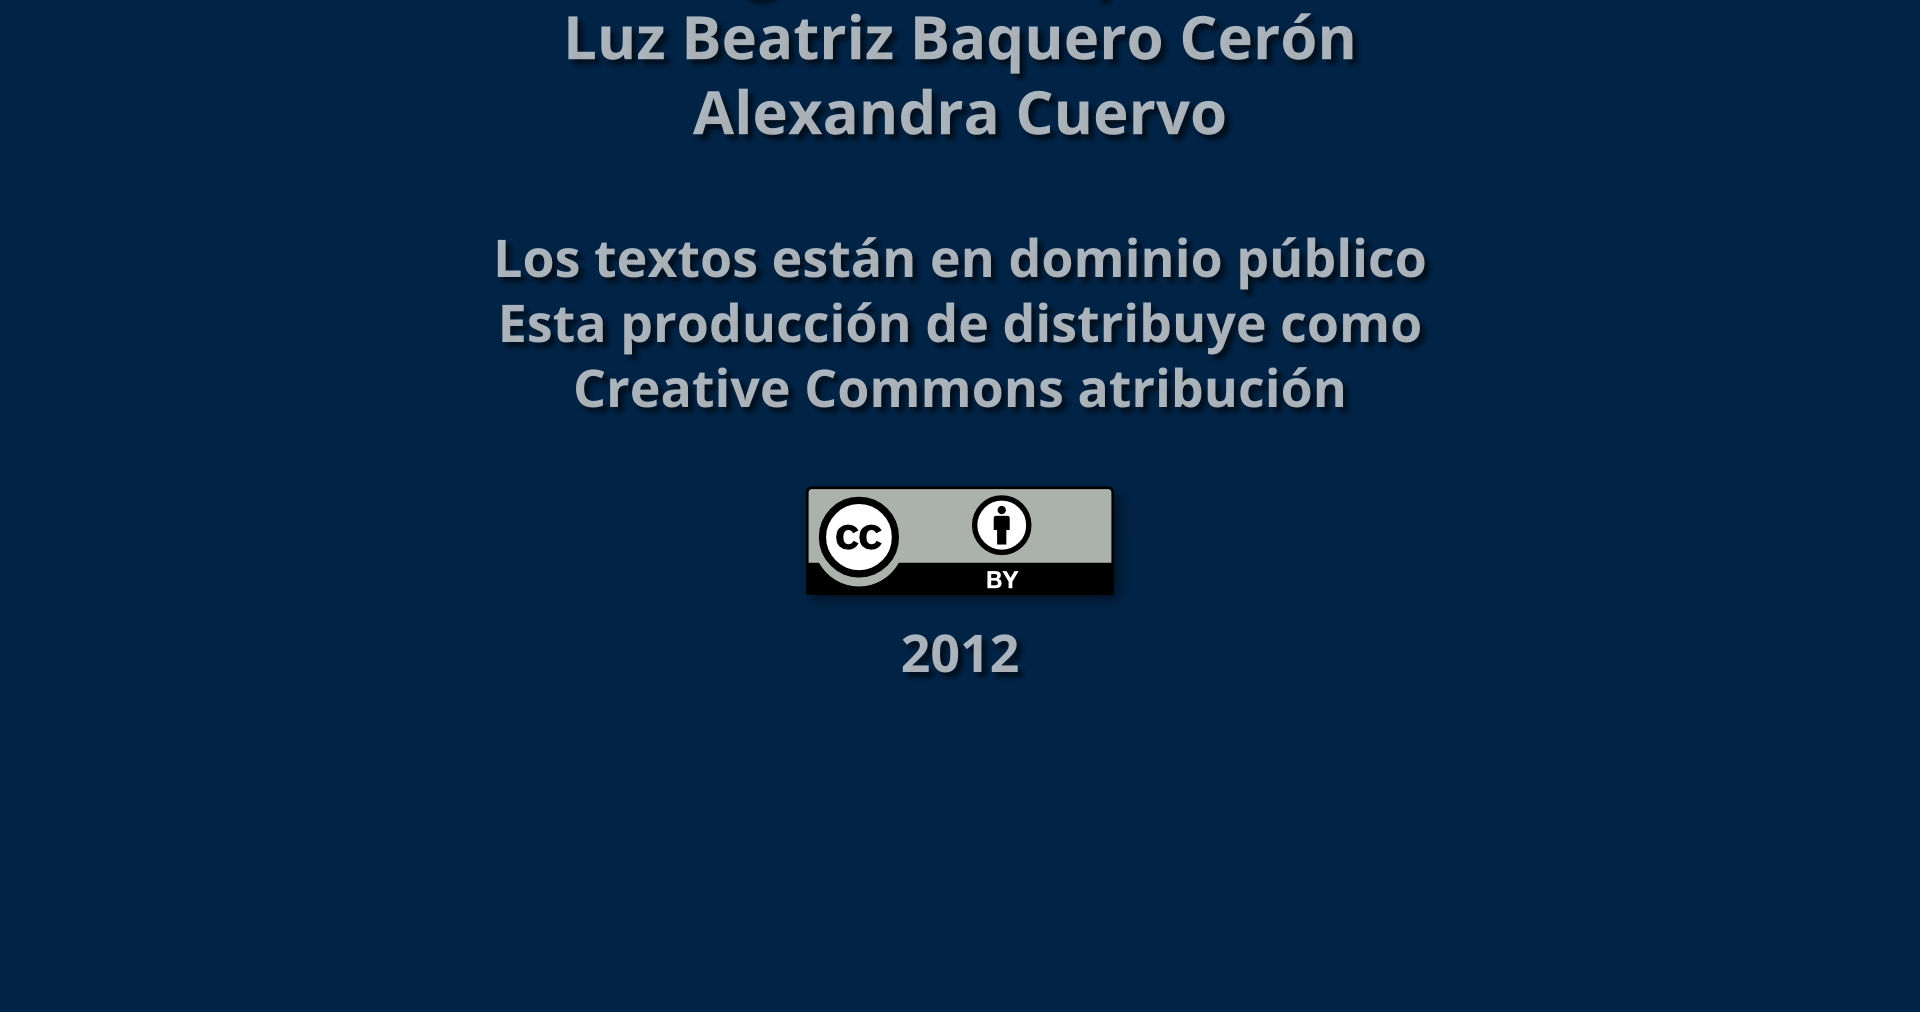 Luz Beatriz Baquero Cerón
Alexandra Cuervo
Los textos están en dominio público
Esta producción de distribuye como
Creative Commons atribución
CC
BY
2012